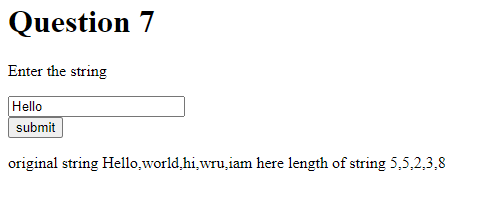 Question 7
Enter the string
Hello
submit
original string Hello,world,hi,wru,iam here length of string 5,5,2,3,8